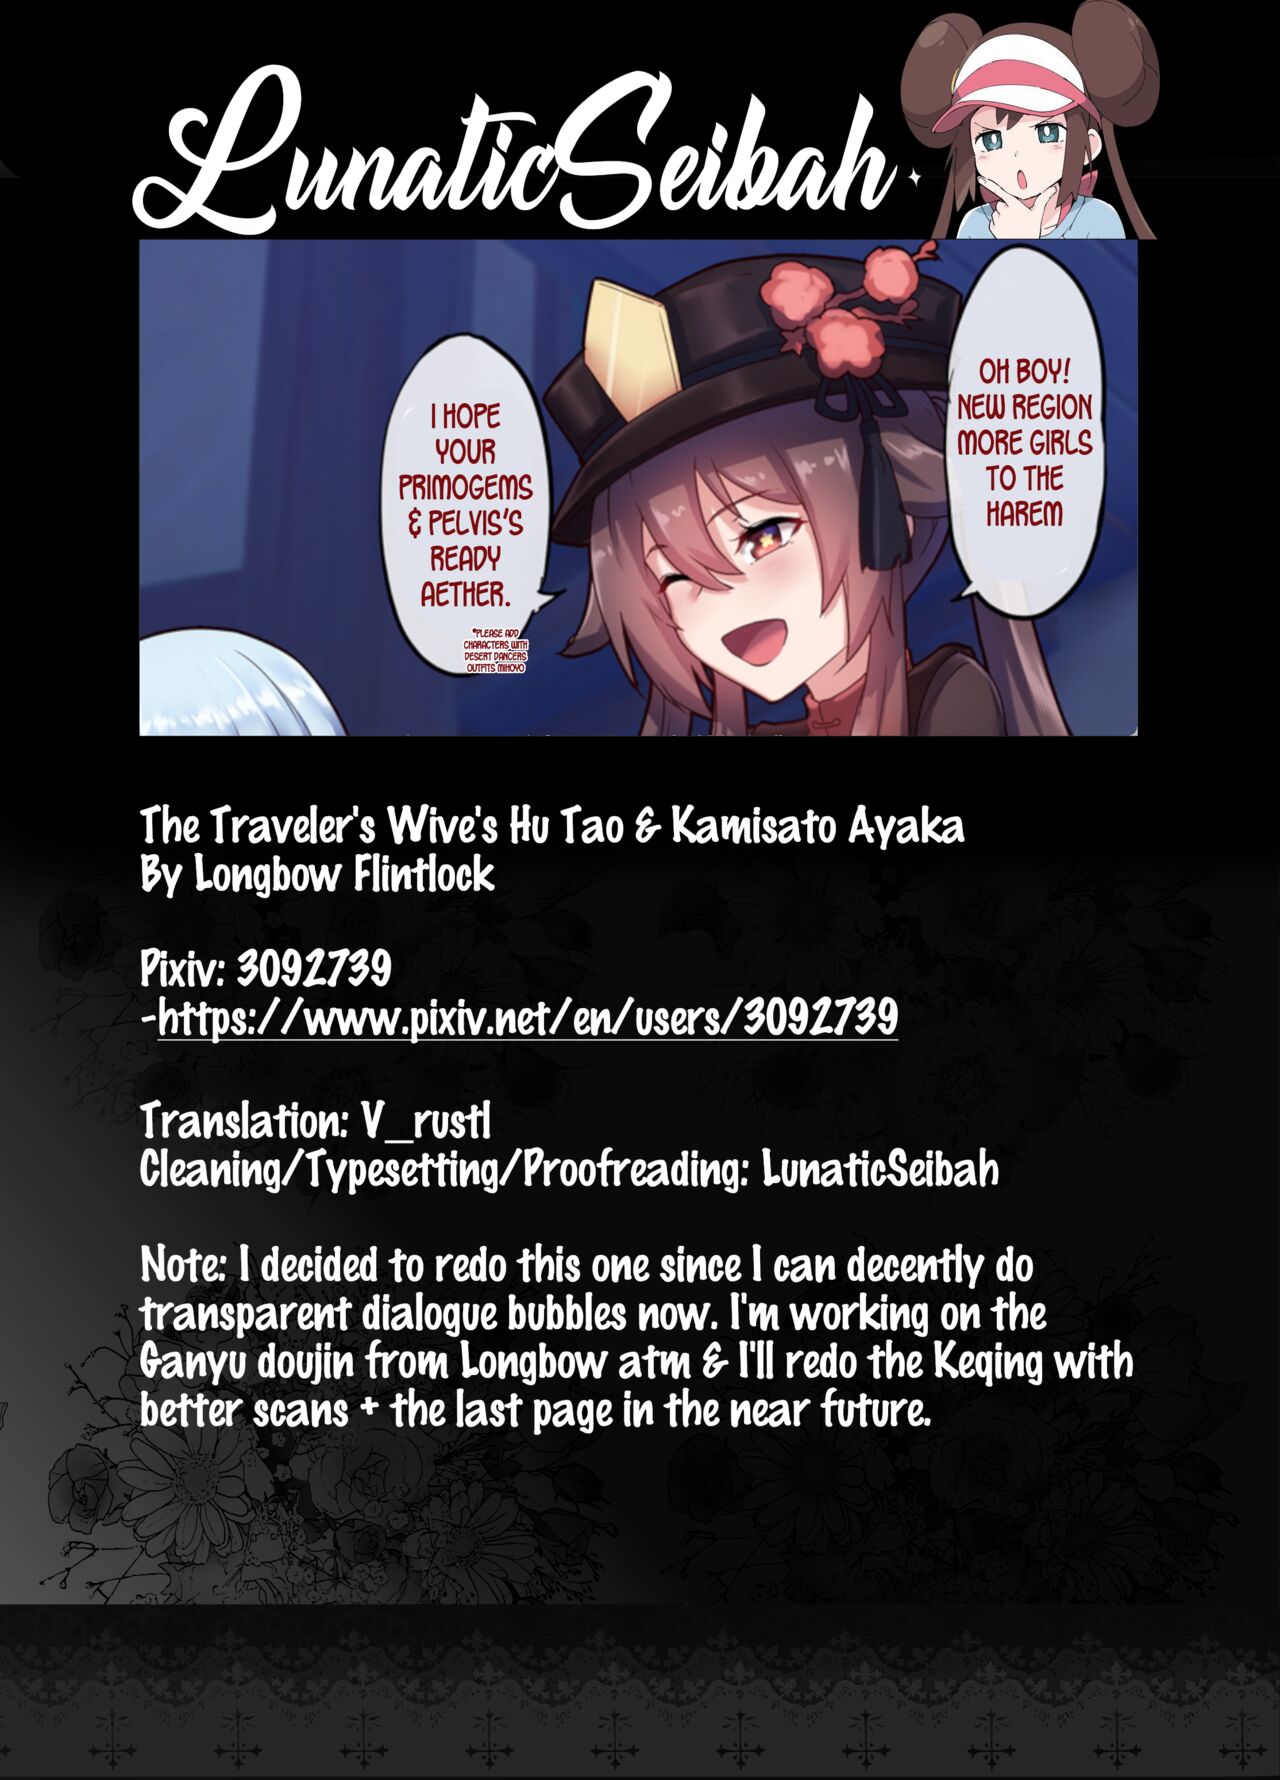 LunaticSeibah
OH BOY!
NEW REGION
MORE GIRLS
TO THE
HAREM
I HOPE
YOUR
PRIMOGEMS
& PELVIS'S
READY
AETHER.
*PLEASE ADD
CHARACTERS WITH
DESERT DANCERS
OUTFITS MIHOYO
The Traveler's Wive's Hu Tao & Kamisato Ayaka
By Longbow Flintlock
Pixiv: 3092739
-https://www.pixiv.net/en/users/3092739
Translation: V_rustl
Cleaning/Typesetting/Proofreading: LunaticSeibah
Note: I decided to redo this one since I can decently do
transparent dialogue bubbles now. I'm working on the
Ganyu doujin from Longbow atm & I'll redo the Keqing with
better scans + the last page in the near future.